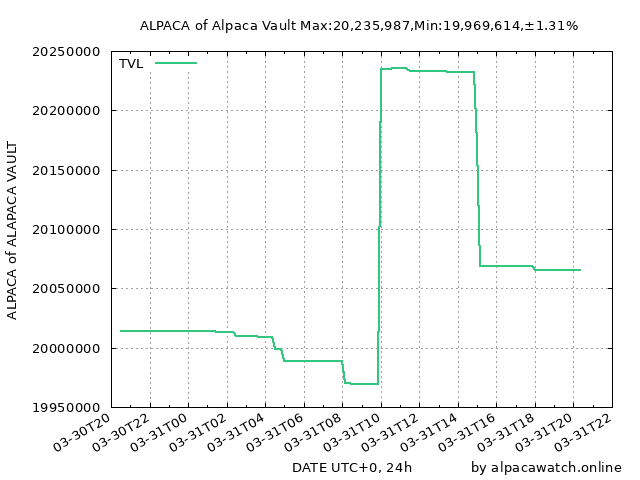 ALPACA of Alpaca Vault Max:20,235,987,Min:19,969,614,±1.31%
TVL
ALPACA of ALAPACA VAULT
20250000
20200000
20150000
20100000
20050000
20000000
19950000
03-30T20
03-30T22
03-31T00
03-31T02
03-31T04
03-31T06
03-31T08
03-31T10
03-31T12
03-31T14
03-31T16
03-31T18
03-31T20
03-31T22
DATE UTC+0, 24h
by alpacawatch.online